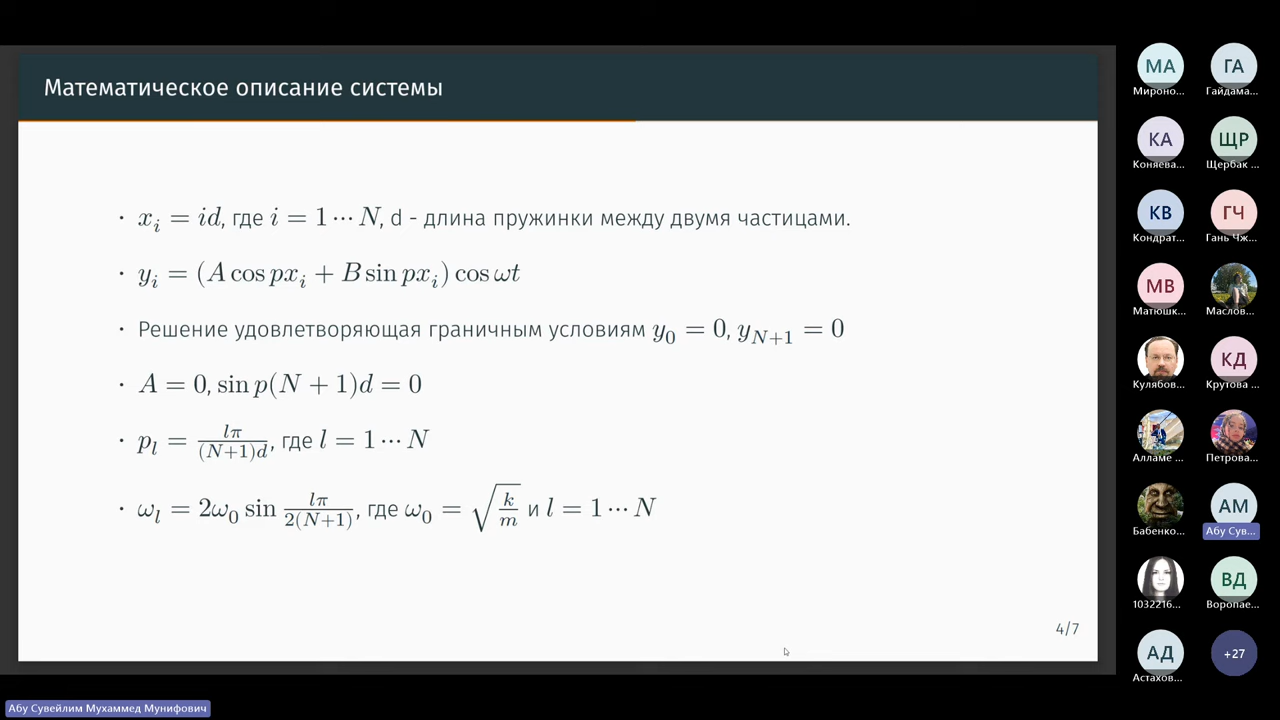 Математическое описание системы
• x_i = id, где i = 1 ⋯ N, d - длина пружинки между двумя частицами.
• y_i = (A cos px_i + B sin px_i) cos ωt
• Решение удовлетворяющая граничным условиям y_0 = 0, y_{N+1} = 0
• A = 0, sin p(N + 1)d = 0
• p_l = \frac{lπ}{(N+1)d}, где l = 1 ⋯ N
• ω_l = 2ω_0 sin \frac{lπ}{2(N+1)}, где ω_0 = \sqrt{\frac{k}{m}} и l = 1 ⋯ N
4/7
МА ГА
Мироно... Гайдама...
КА ЩР
Коняева... Щербак ...
КВ ГЧ
Кондрат... Гань Чж...
МВ
Матюшк... Маслов...
КД
Кулябов... Крутова ...
Алламе ... Петрова...
АМ
Бабенко... Абу Сув...
ВД
1032216... Воропае...
АД +27
Астахов...
Абу Сувейлим Мухаммед Мунифович